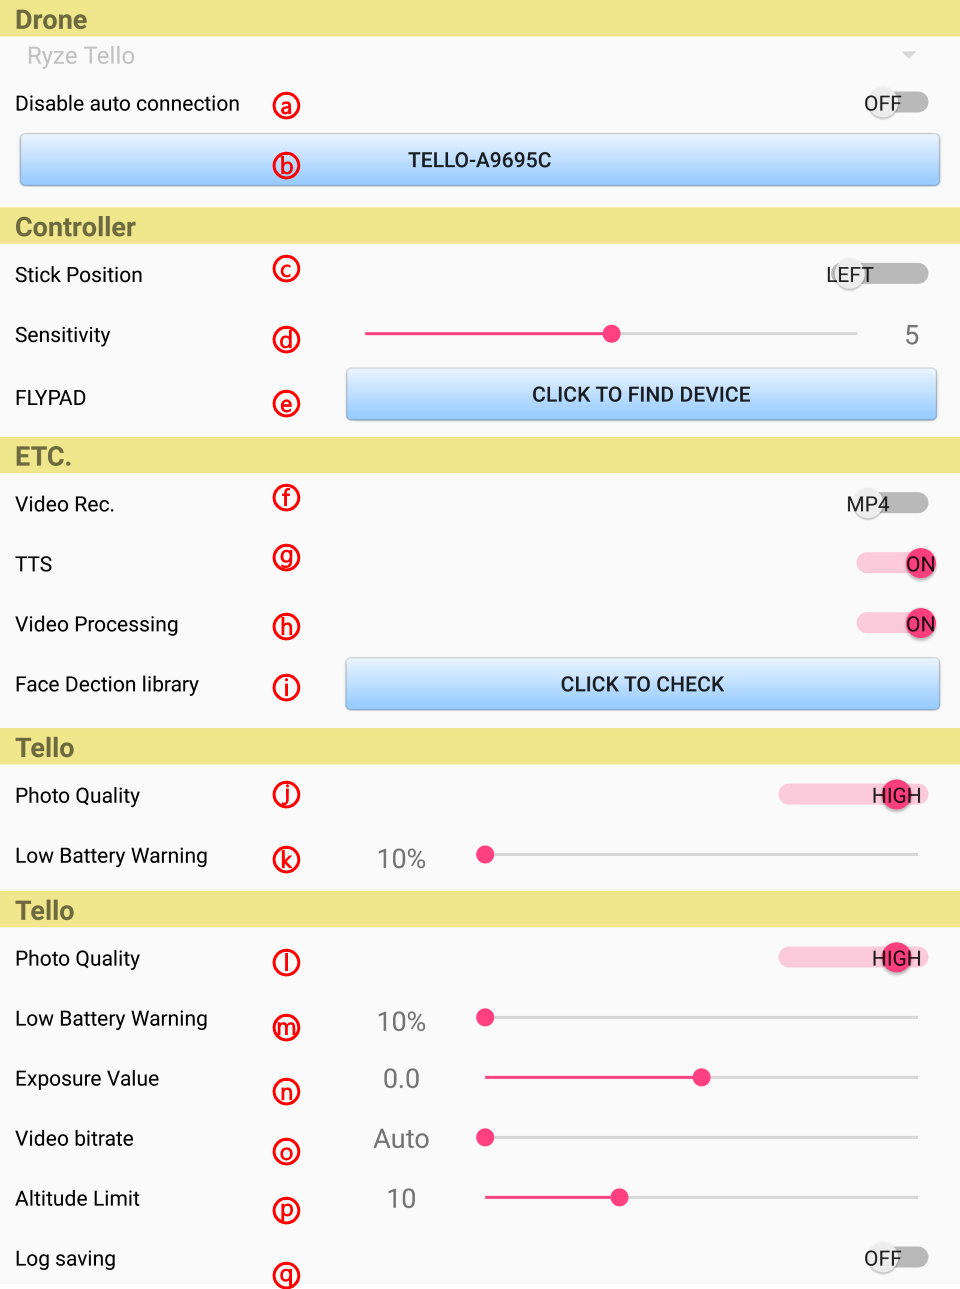 Drone
Ryze Tello
Disable auto connection ⓐ OFF
ⓑ TELLO-A9695C
Controller
Stick Position ⓒ LEFT
Sensitivity ⓓ 5
FLYPAD ⓔ CLICK TO FIND DEVICE
ETC.
Video Rec. ⓕ MP4
TTS ⓖ ON
Video Processing ⓗ ON
Face Dection library ⓘ CLICK TO CHECK
Tello
Photo Quality ⓙ HIGH
Low Battery Warning ⓚ 10%
Tello
Photo Quality ⓛ HIGH
Low Battery Warning ⓜ 10%
Exposure Value ⓝ 0.0
Video bitrate ⓞ Auto
Altitude Limit ⓟ 10
Log saving ⓠ OFF